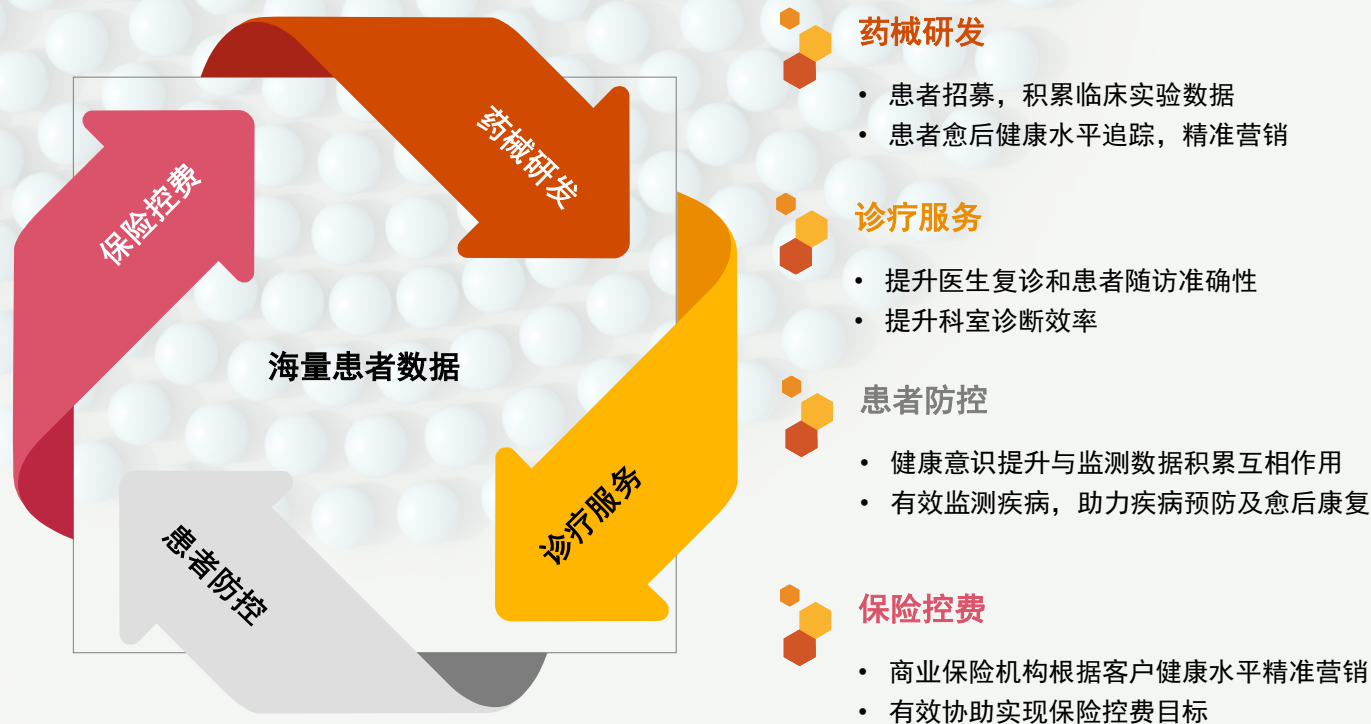 药械研发
保险控费
海量患者数据
诊疗服务
患者防控
药械研发
• 患者招募，积累临床实验数据
• 患者愈后健康水平追踪，精准营销
诊疗服务
• 提升医生复诊和患者随访准确性
• 提升科室诊断效率
患者防控
• 健康意识提升与监测数据积累互相作用
• 有效监测疾病，助力疾病预防及愈后康复
保险控费
• 商业保险机构根据客户健康水平精准营销
• 有效协助实现保险控费目标